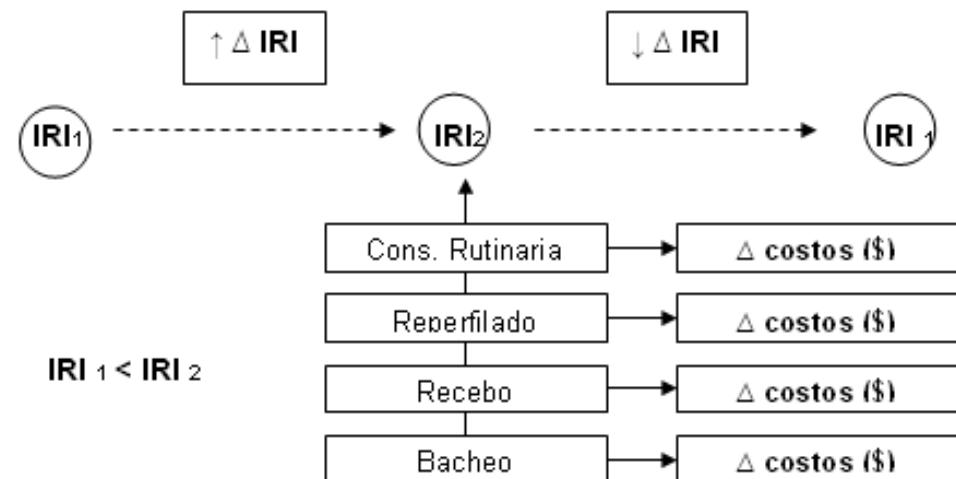 ↑ Δ IRI
↓ Δ IRI
IRI₁
IRI₂
IRI ₁
Cons. Rutinaria
Δ costos ($)
Reperfilado
Δ costos ($)
IRI ₁ < IRI ₂
Recebo
Δ costos ($)
Bacheo
Δ costos ($)